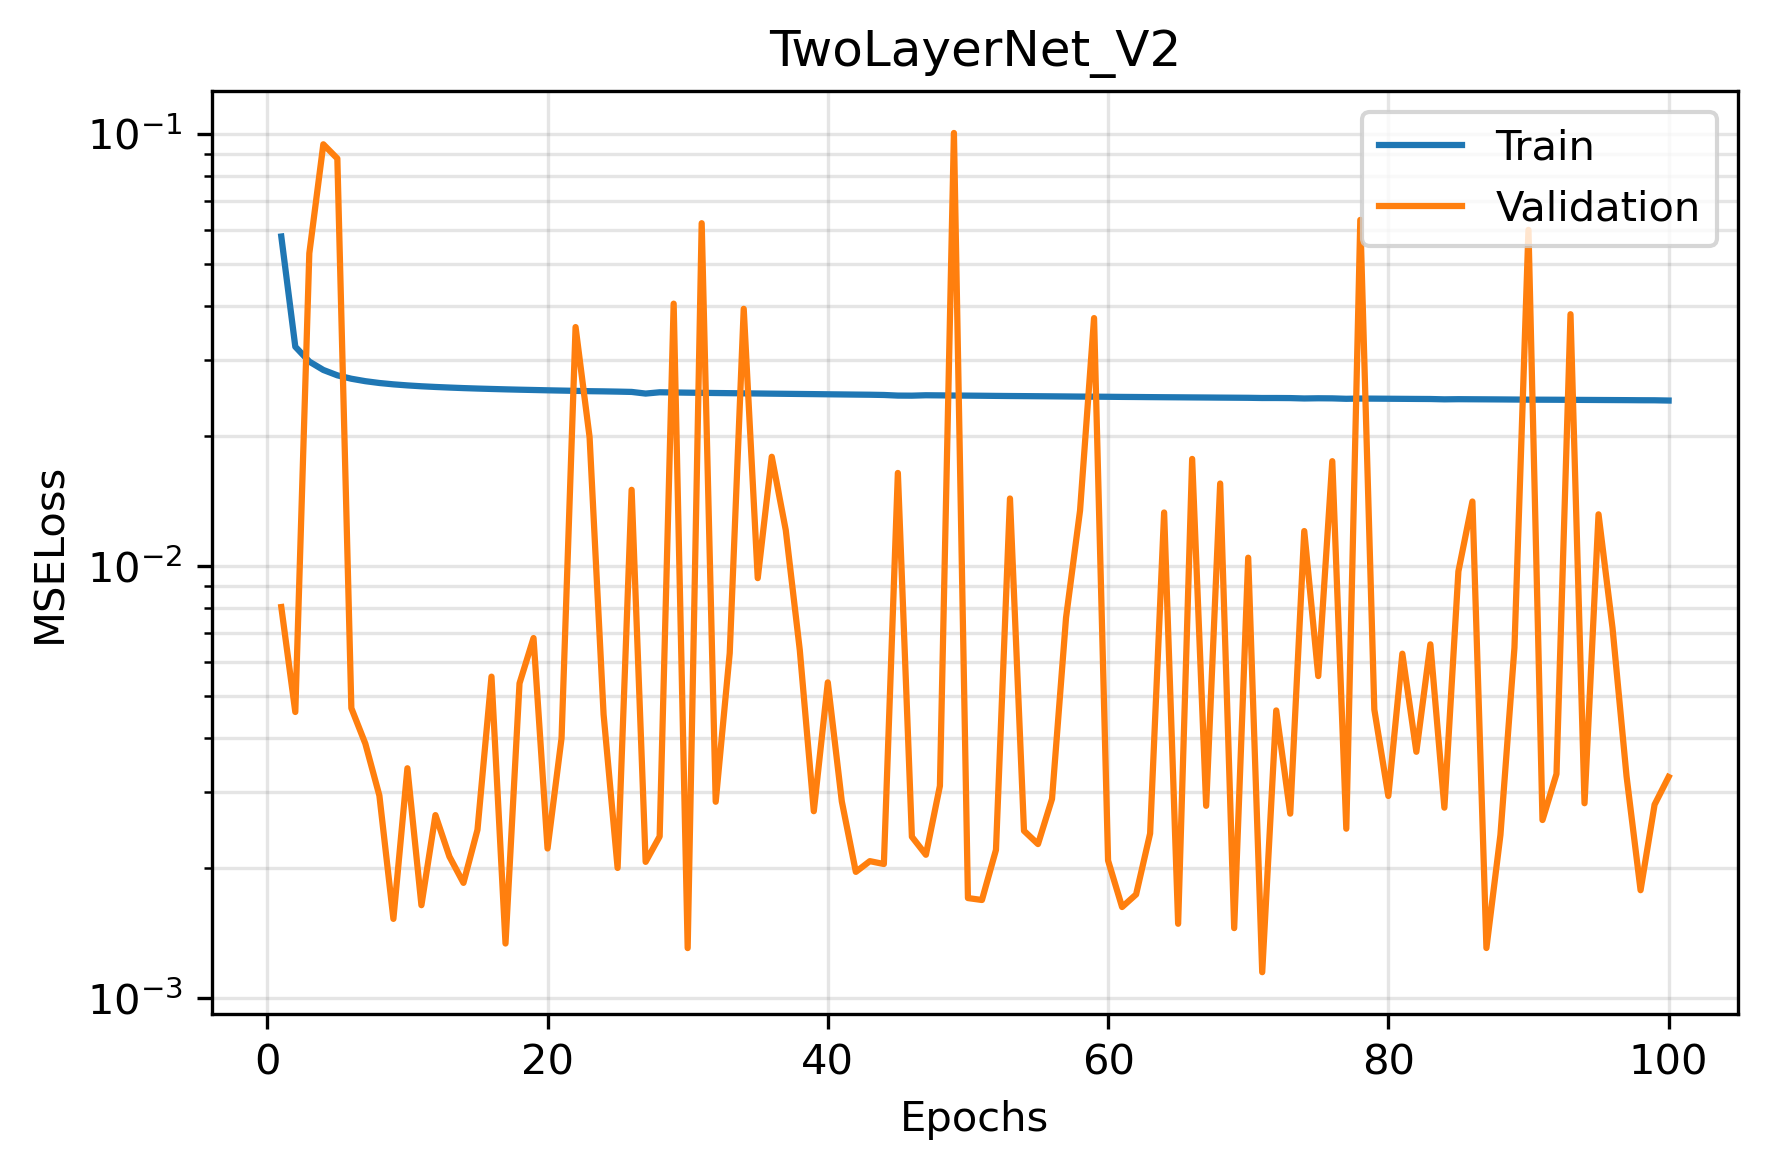 TwoLayerNet_V2
10⁻¹
10⁻²
10⁻³
MSELoss
Train
Validation
0 20 40 60 80 100
Epochs